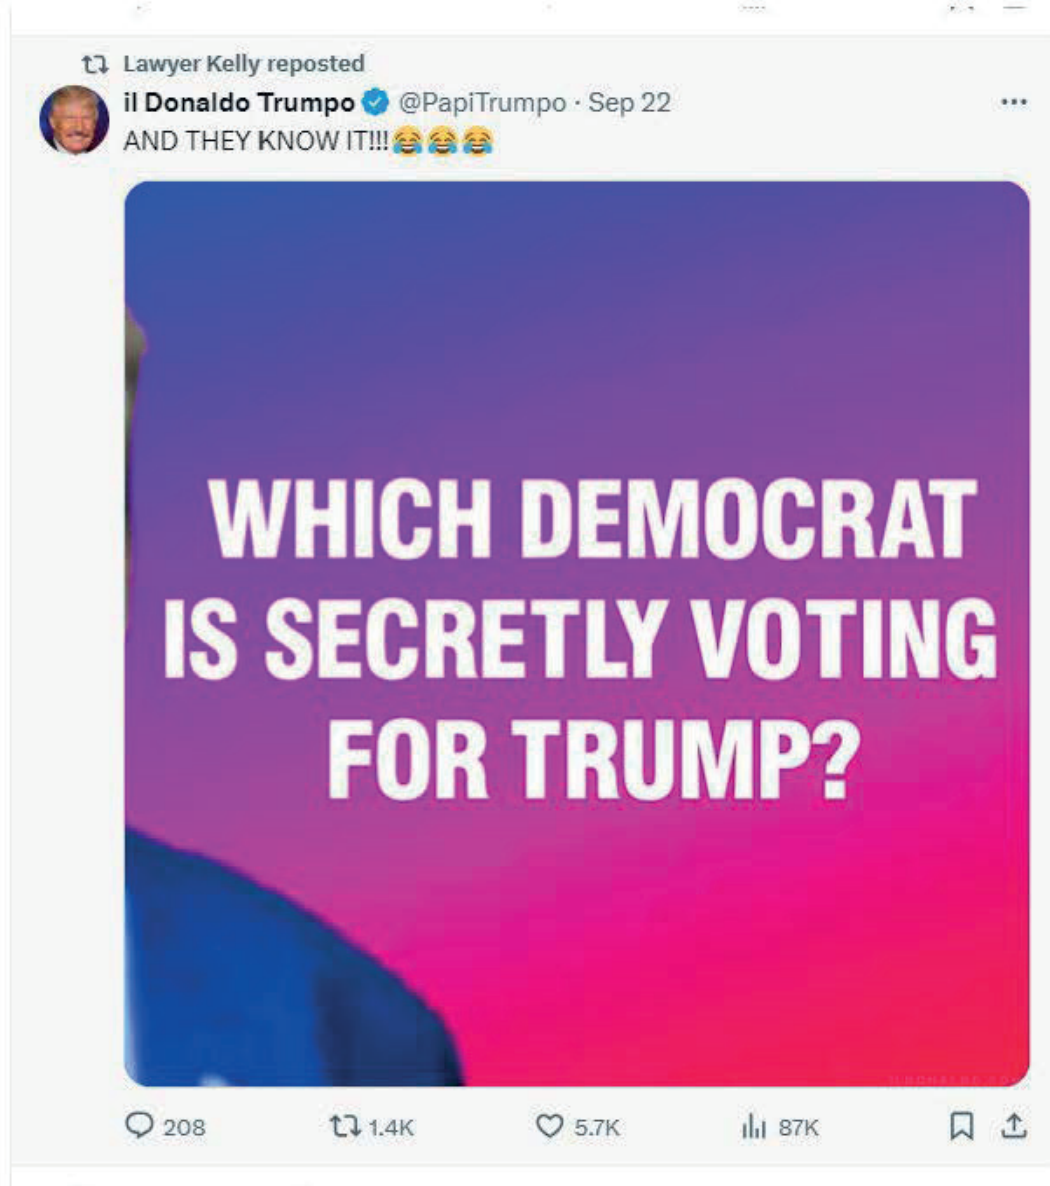 Lawyer Kelly reposted
il Donaldo Trumpo @PapiTrumpo · Sep 22
AND THEY KNOW IT!!!😂😂😂
WHICH DEMOCRAT
IS SECRETLY VOTING
FOR TRUMP?
208 1.4K 5.7K 87K